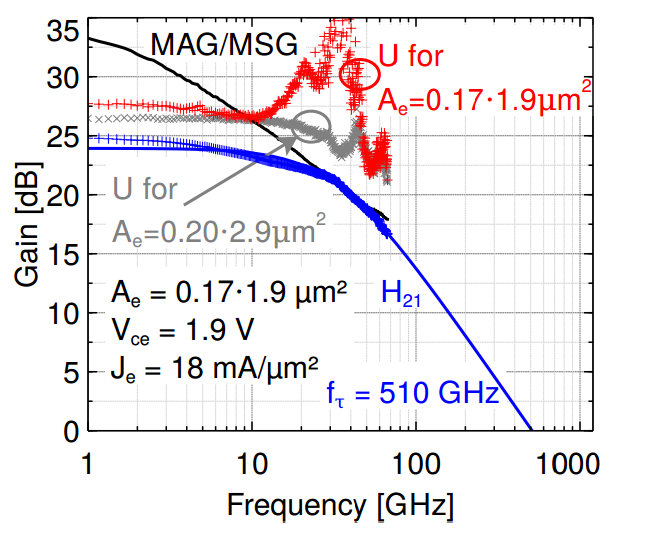 35
30
25
20
15
10
5
0
Gain [dB]
MAG/MSG
U for
Aₑ=0.17·1.9µm²
U for
Aₑ=0.20·2.9µm²
Aₑ = 0.17·1.9 µm²
V_ce = 1.9 V
Jₑ = 18 mA/µm²
H₂₁
f_τ = 510 GHz
1 10 100 1000
Frequency [GHz]